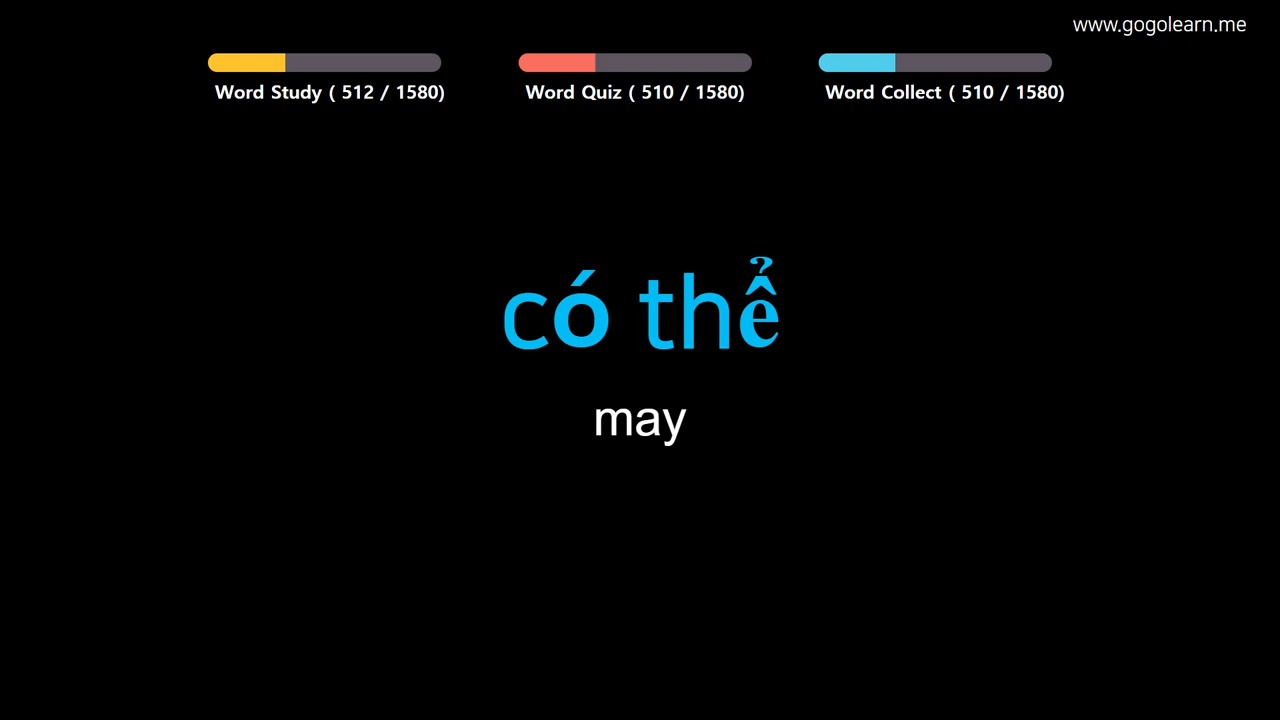 www.gogolearn.me
Word Study ( 512 / 1580)
Word Quiz ( 510 / 1580)
Word Collect ( 510 / 1580)
có thể
may